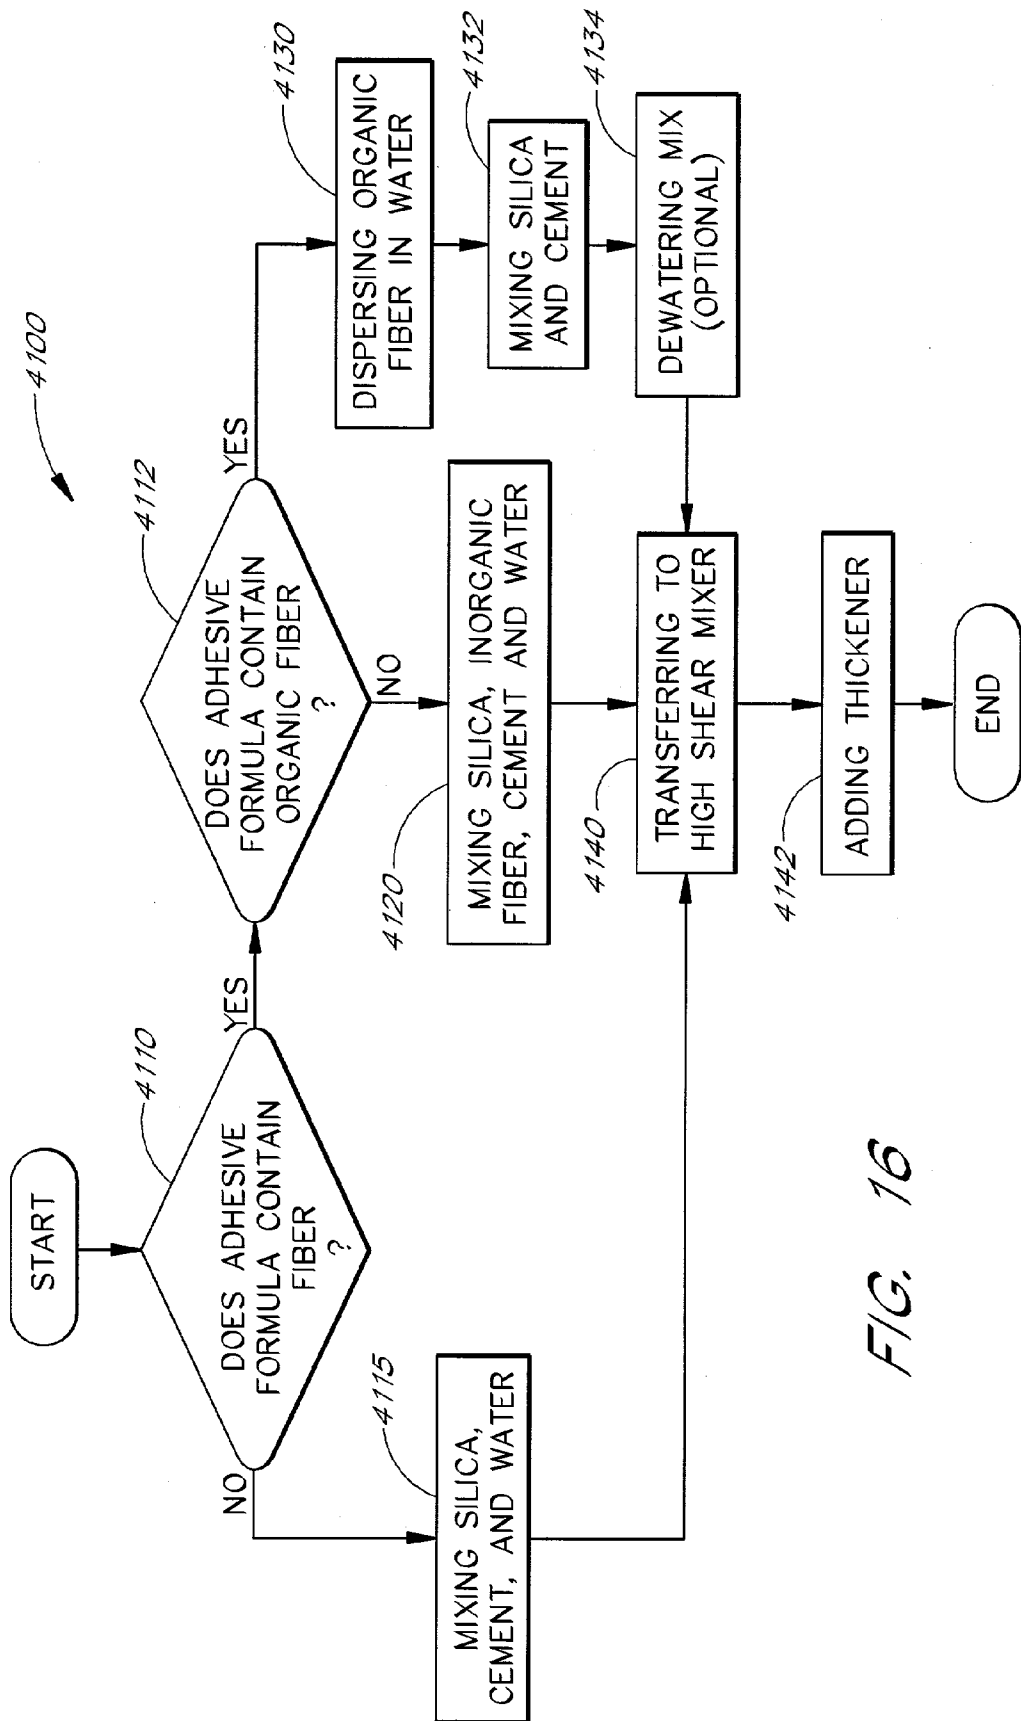 4100
START
4110
DOES ADHESIVE
FORMULA CONTAIN
FIBER
?
NO
YES
4112
DOES ADHESIVE
FORMULA CONTAIN
ORGANIC FIBER
?
YES
NO
4115
MIXING SILICA,
CEMENT, AND WATER
4120
MIXING SILICA, INORGANIC
FIBER, CEMENT AND WATER
4130
DISPERSING ORGANIC
FIBER IN WATER
4132
MIXING SILICA
AND CEMENT
4134
DEWATERING MIX
(OPTIONAL)
4140
TRANSFERRING TO
HIGH SHEAR MIXER
4142
ADDING THICKENER
END
FIG. 16